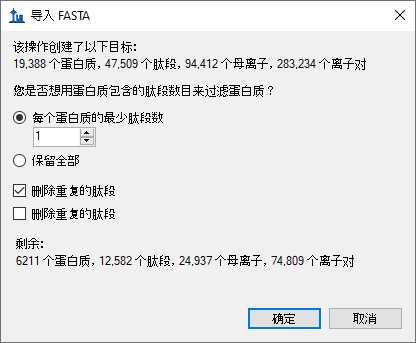 导入 FASTA
该操作创建了以下目标:
19,388 个蛋白质, 47,509 个肽段, 94,412 个母离子, 283,234 个离子对
您是否想用蛋白质包含的肽段数目来过滤蛋白质？
每个蛋白质的最少肽段数
1
保留全部
删除重复的肽段
删除重复的肽段
剩余:
6211 个蛋白质, 12,582 个肽段, 24,937 个母离子, 74,809 个离子对
确定
取消